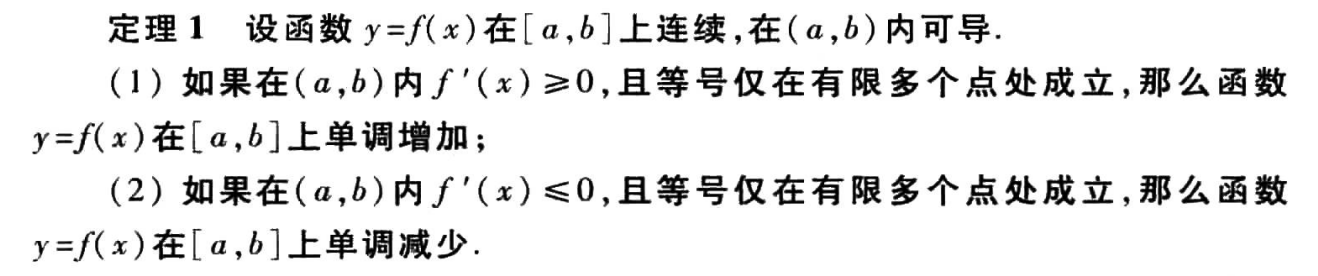 定理 1 设函数 y=f(x)在[a,b]上连续,在(a,b)内可导.
(1) 如果在(a,b)内 f′(x)≥0,且等号仅在有限多个点处成立,那么函数
y=f(x)在[a,b]上单调增加;
(2) 如果在(a,b)内 f′(x)≤0,且等号仅在有限多个点处成立,那么函数
y=f(x)在[a,b]上单调减少.